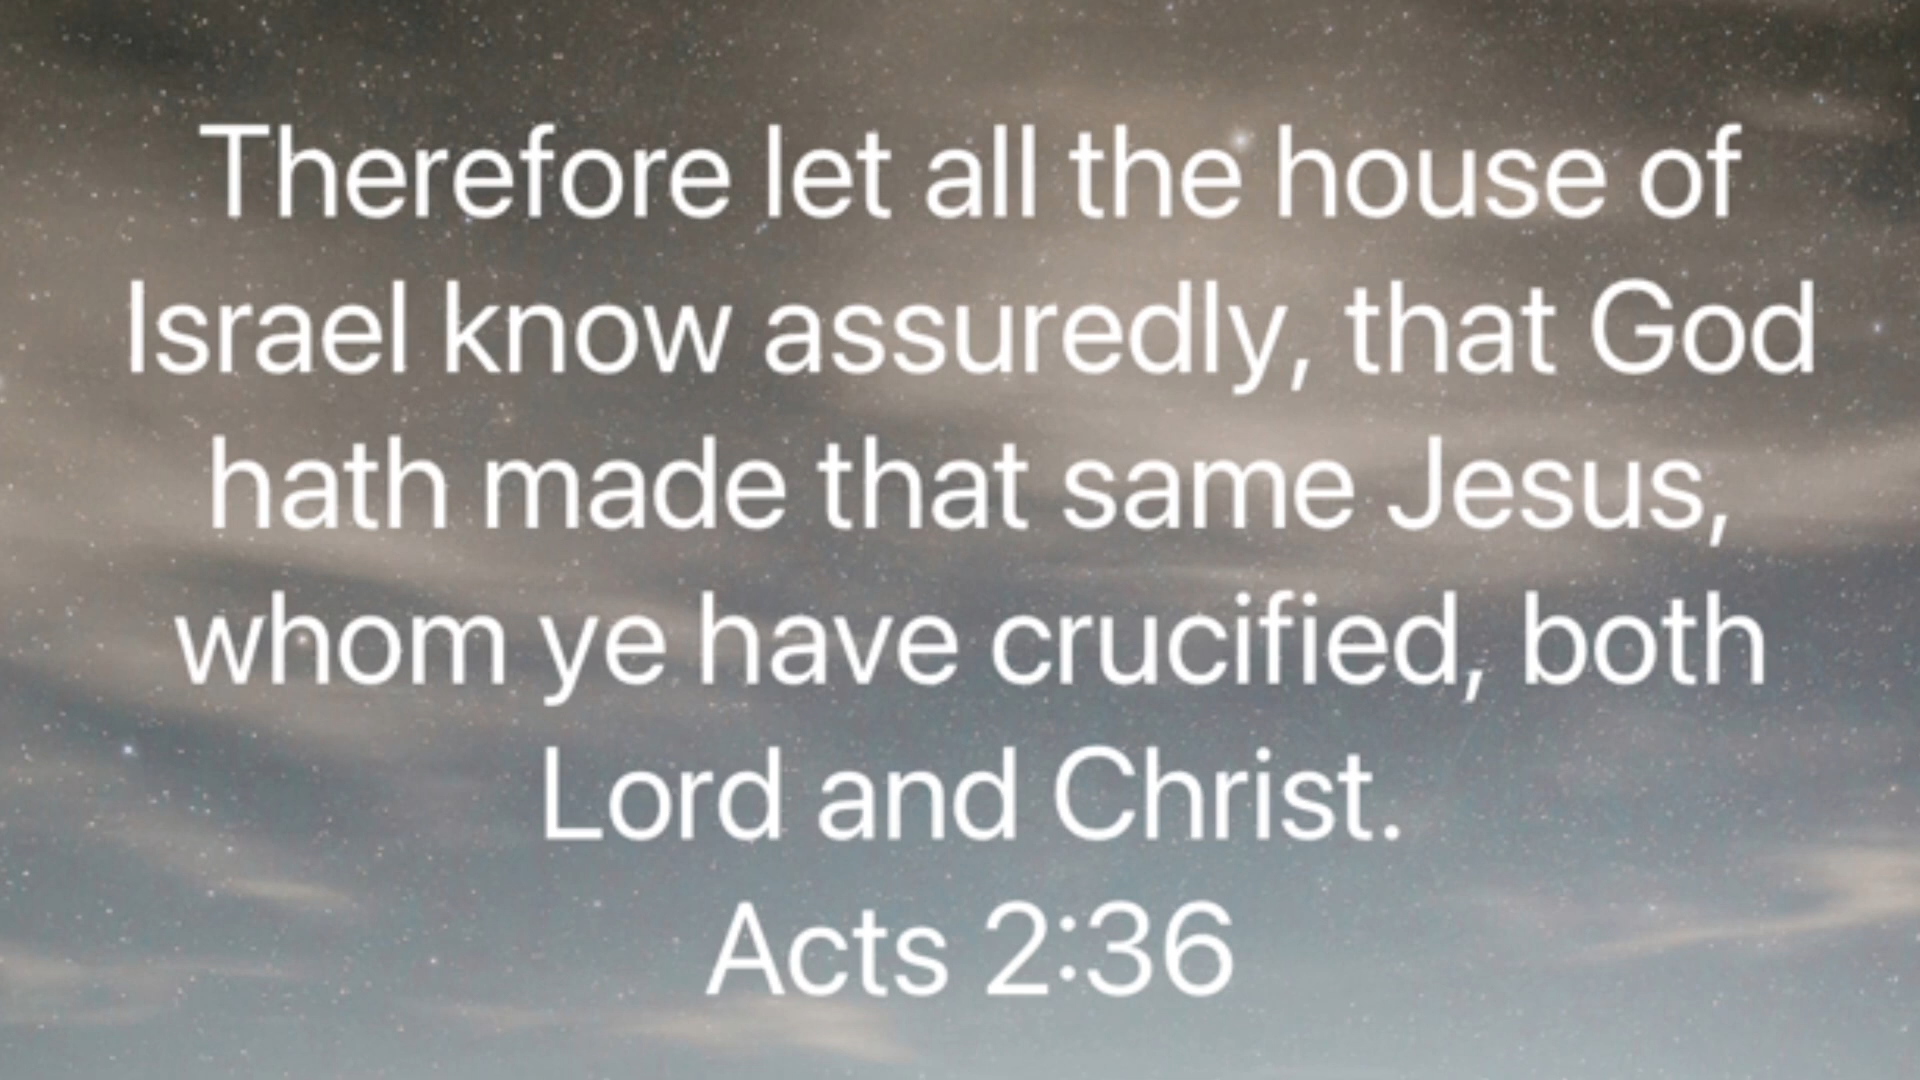 Therefore let all the house of
Israel know assuredly, that God
hath made that same Jesus,
whom ye have crucified, both
Lord and Christ.
Acts 2:36